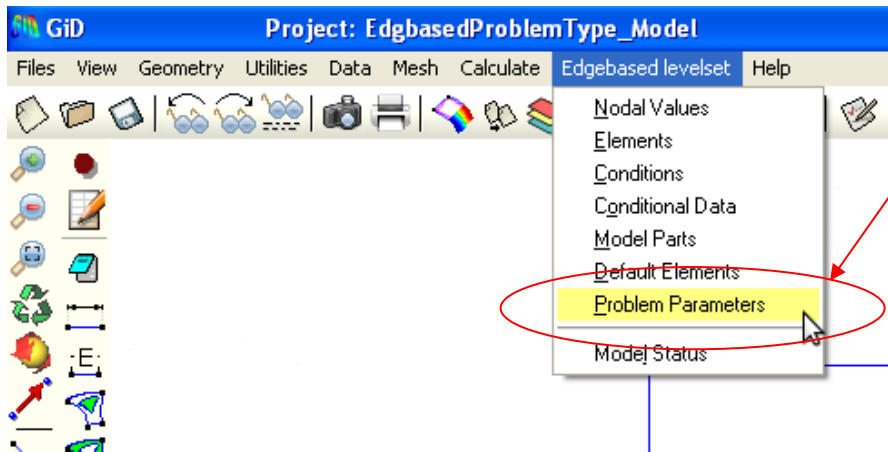 GiD Project: EdgbasedProblemType_Model
Files View Geometry Utilities Data Mesh Calculate Edgebased levelset Help
Nodal Values
Elements
Conditions
Conditional Data
Model Parts
Default Elements
Problem Parameters
Model Status
E